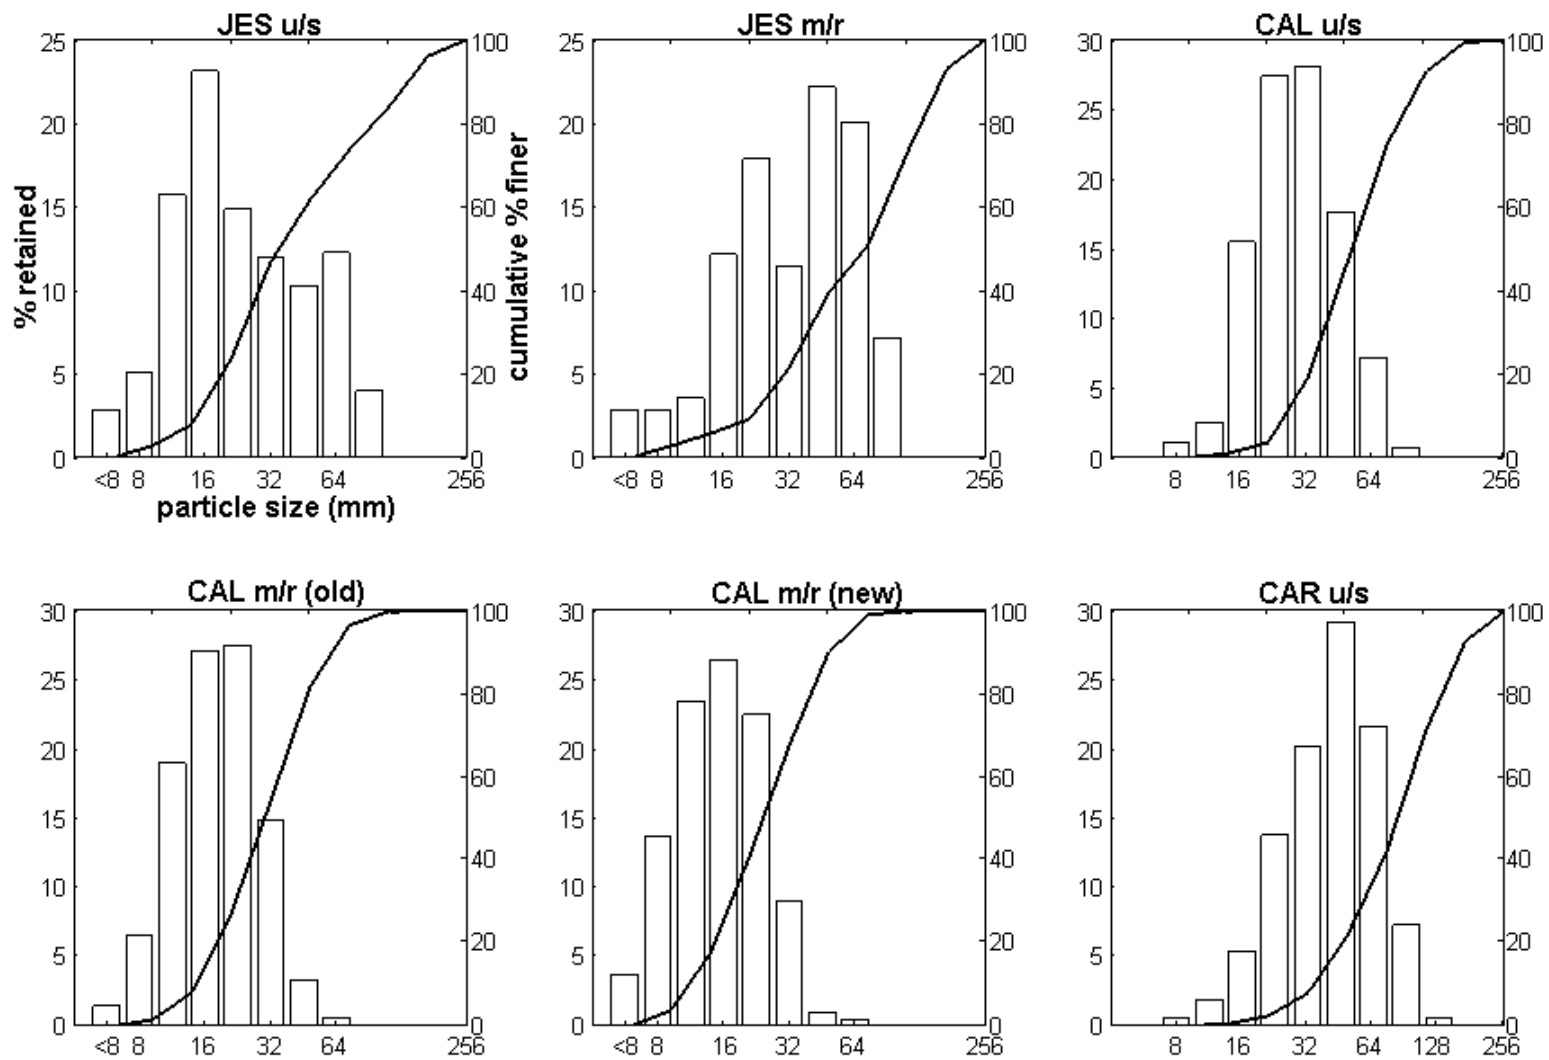 JES u/s
JES m/r
CAL u/s
25 100 25 100 30 100
20 80 20 80 25 80
15 60 15 60 20 60
10 40 10 40 15 40
5 20 5 20 10 20
0 0 0 0 5
0 0
% retained
cumulative % finer
<8 8 16 32 64 256
<8 8 16 32 64 256
8 16 32 64 256
particle size (mm)
CAL m/r (old)
CAL m/r (new)
CAR u/s
30 100 30 100 30 100
25 80 25 80 25 80
20 60 20 60 20 60
15 40 15 40 15 40
10 20 10 20 10 20
5 5 5
0 0 0 0 0 0
<8 8 16 32 64 256
<8 8 16 32 64 256
8 16 32 64 128 256